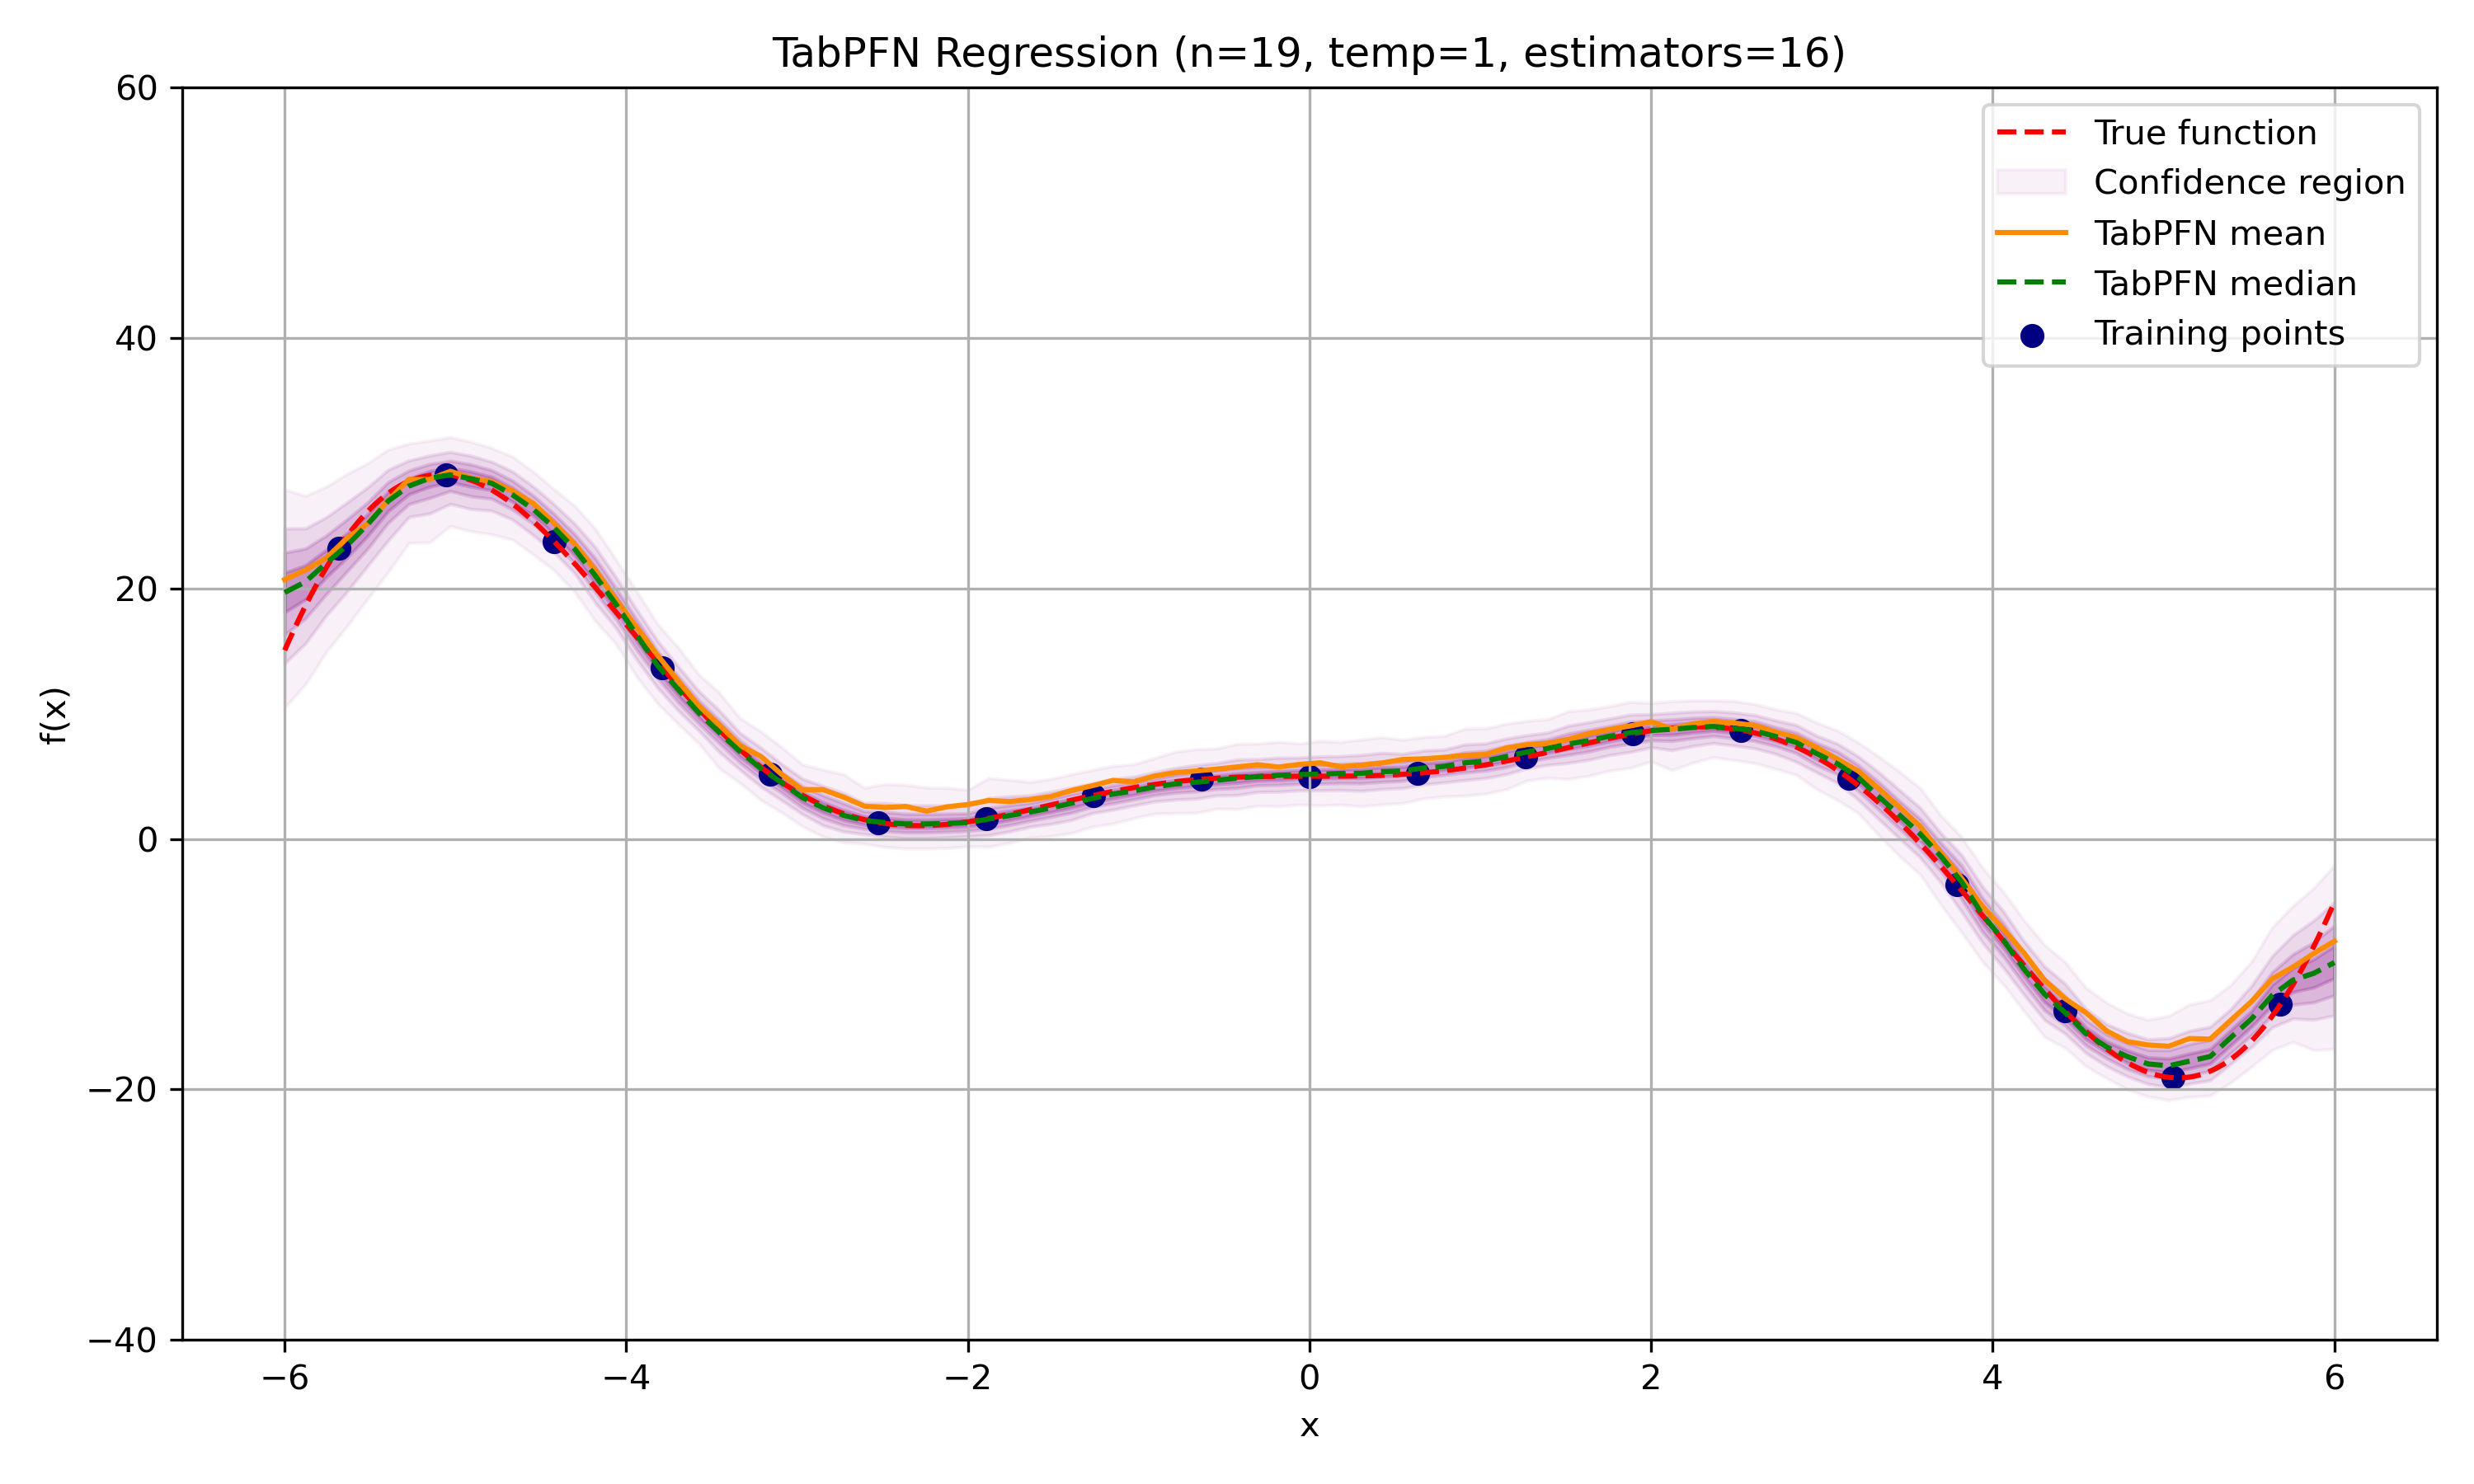 TabPFN Regression (n=19, temp=1, estimators=16)
60
40
20
0
−20
−40
f(x)
True function
Confidence region
TabPFN mean
TabPFN median
Training points
−6 −4 −2 0 2 4 6
x